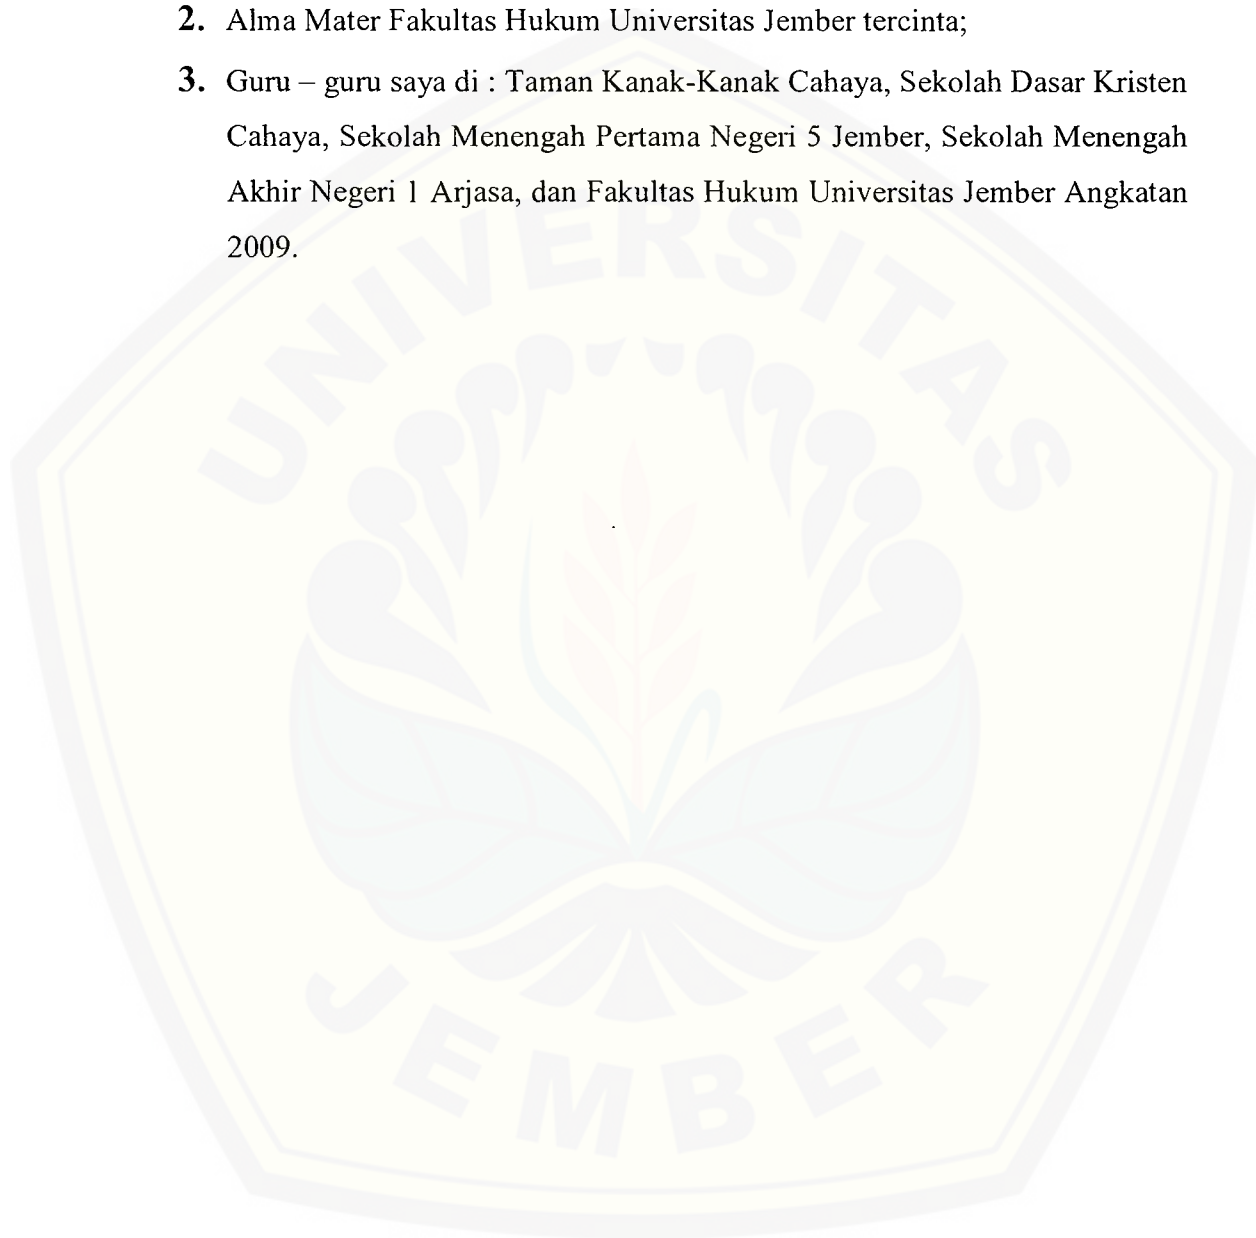 2. Alma Mater Fakultas Hukum Universitas Jember tercinta;
3. Guru – guru saya di : Taman Kanak-Kanak Cahaya, Sekolah Dasar Kristen
Cahaya, Sekolah Menengah Pertama Negeri 5 Jember, Sekolah Menengah
Akhir Negeri 1 Arjasa, dan Fakultas Hukum Universitas Jember Angkatan
2009.
UNIVERSITAS
JEMBER